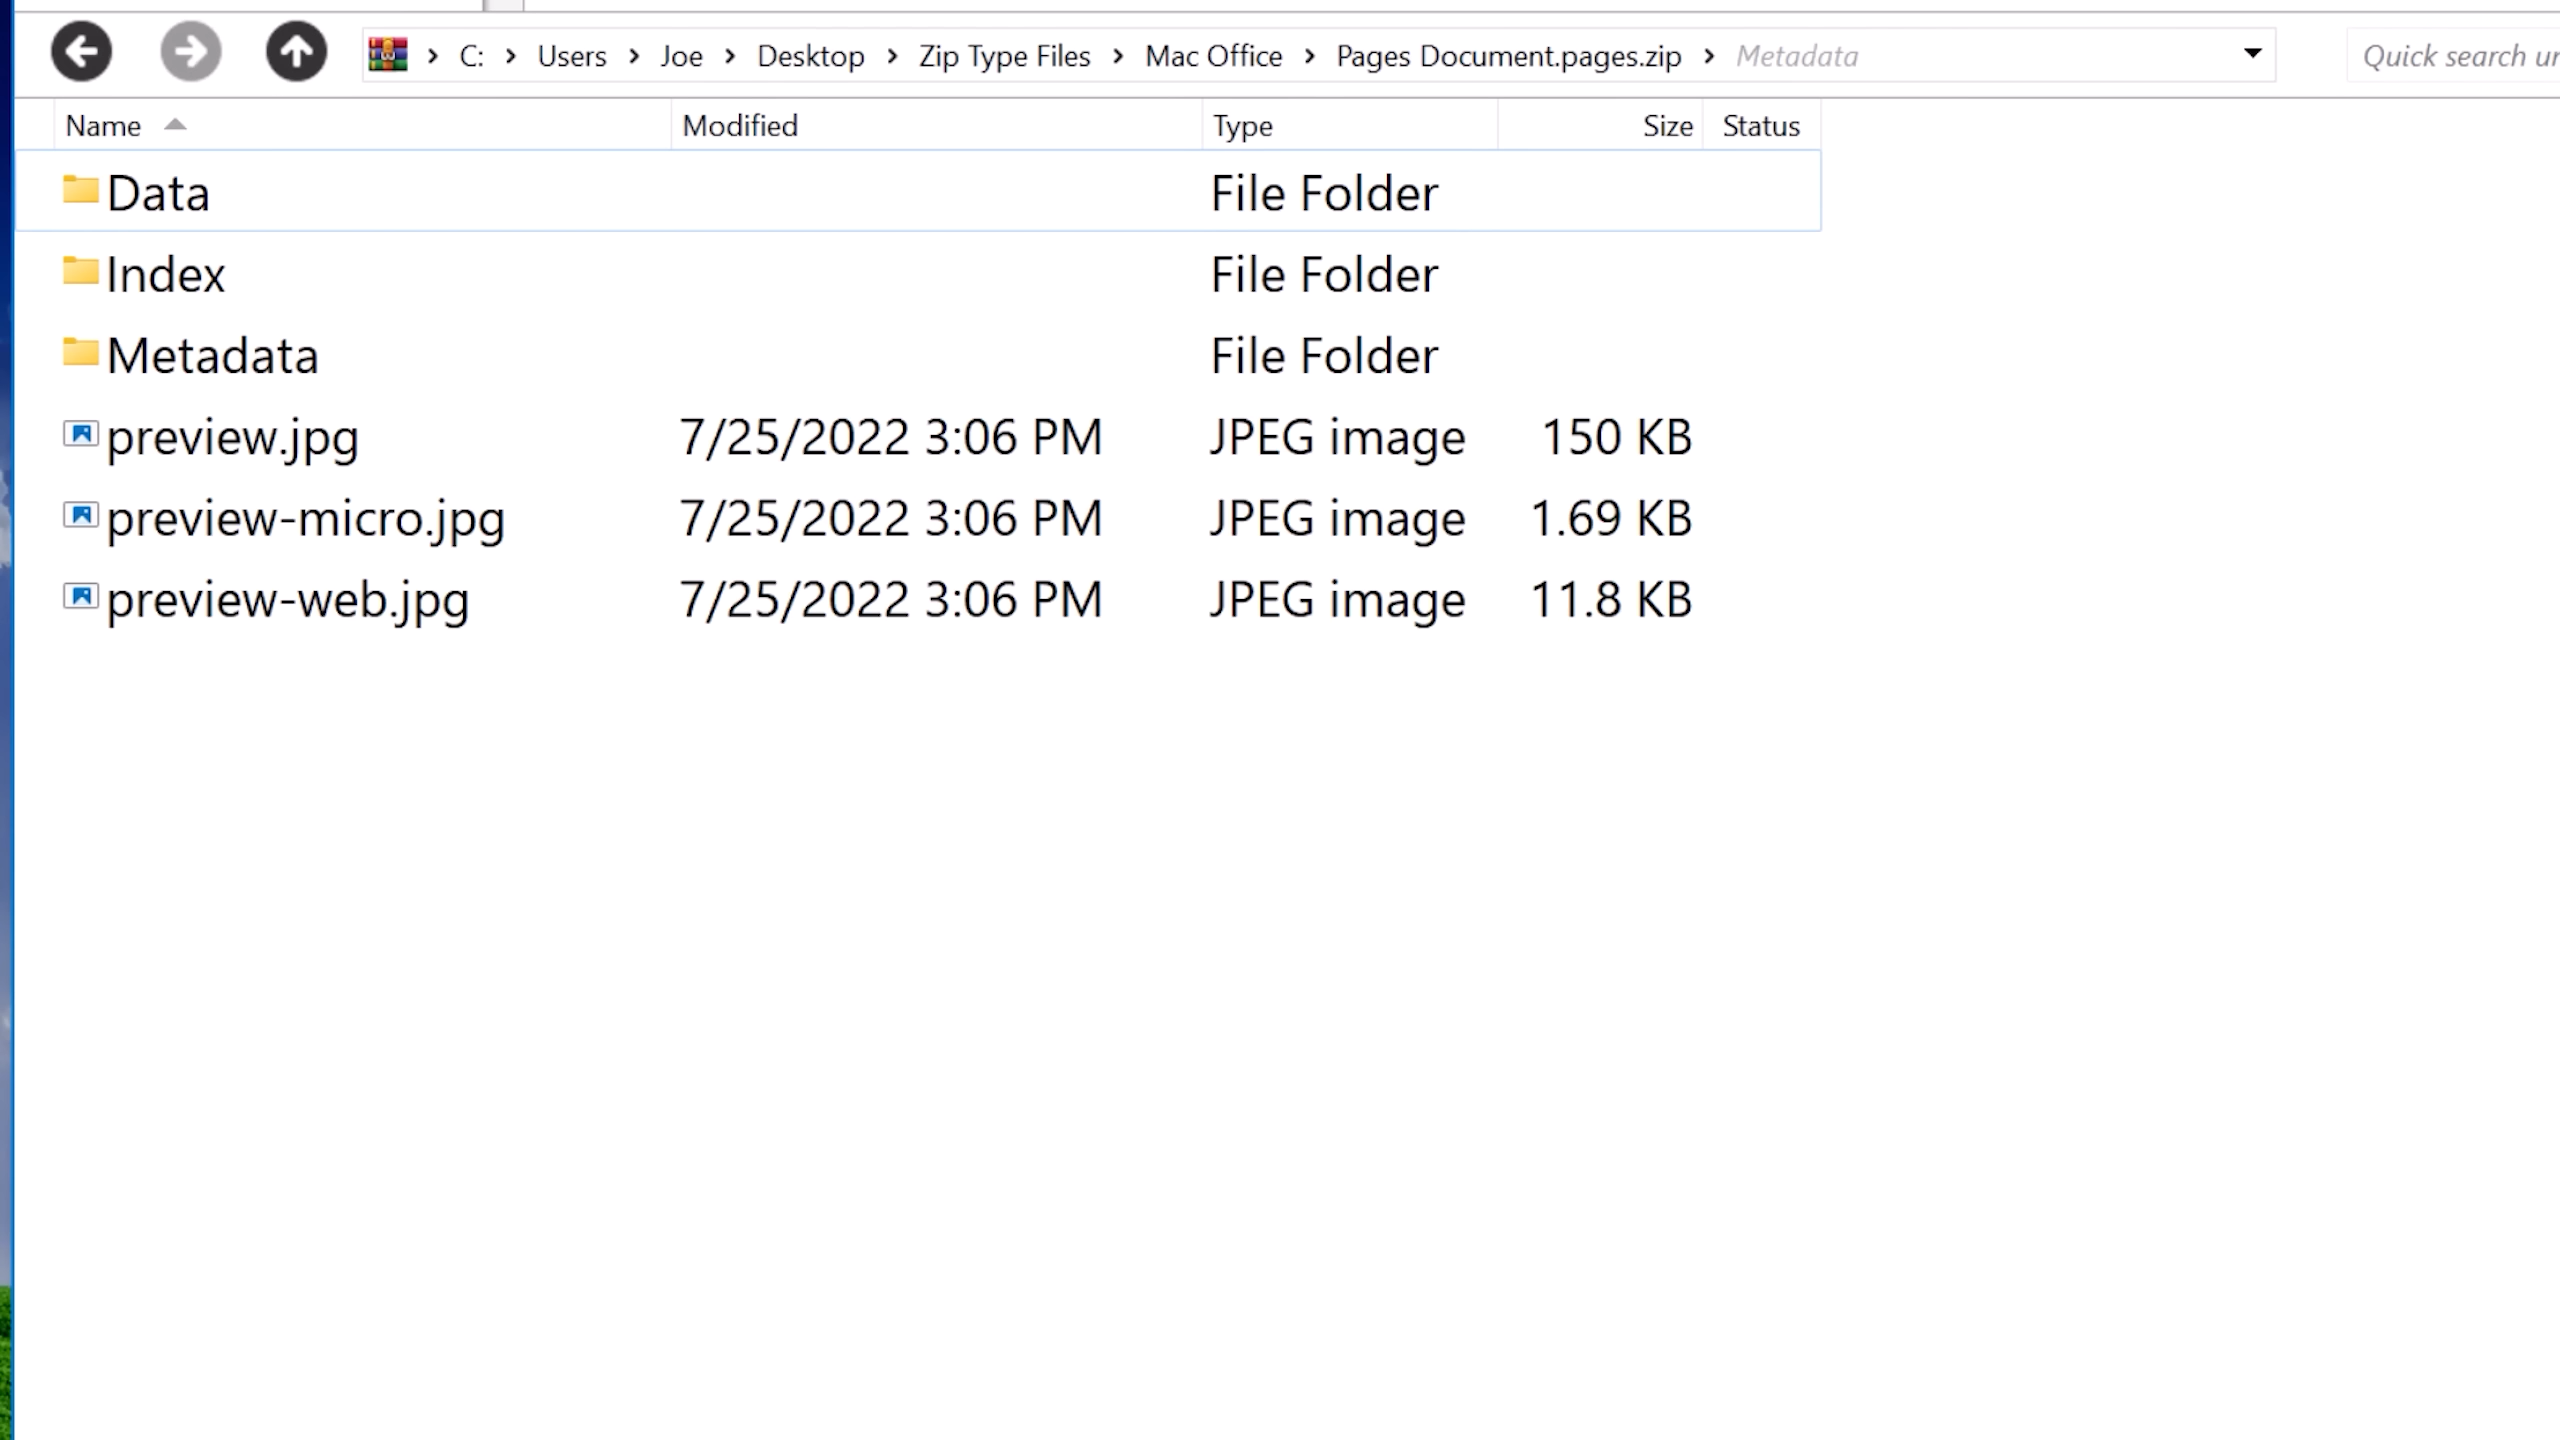 C: Users Joe Desktop Zip Type Files Mac Office Pages Document.pages.zip Metadata Quick search
Name Modified Type Size Status
Data File Folder
Index File Folder
Metadata File Folder
preview.jpg 7/25/2022 3:06 PM JPEG image 150 KB
preview-micro.jpg 7/25/2022 3:06 PM JPEG image 1.69 KB
preview-web.jpg 7/25/2022 3:06 PM JPEG image 11.8 KB